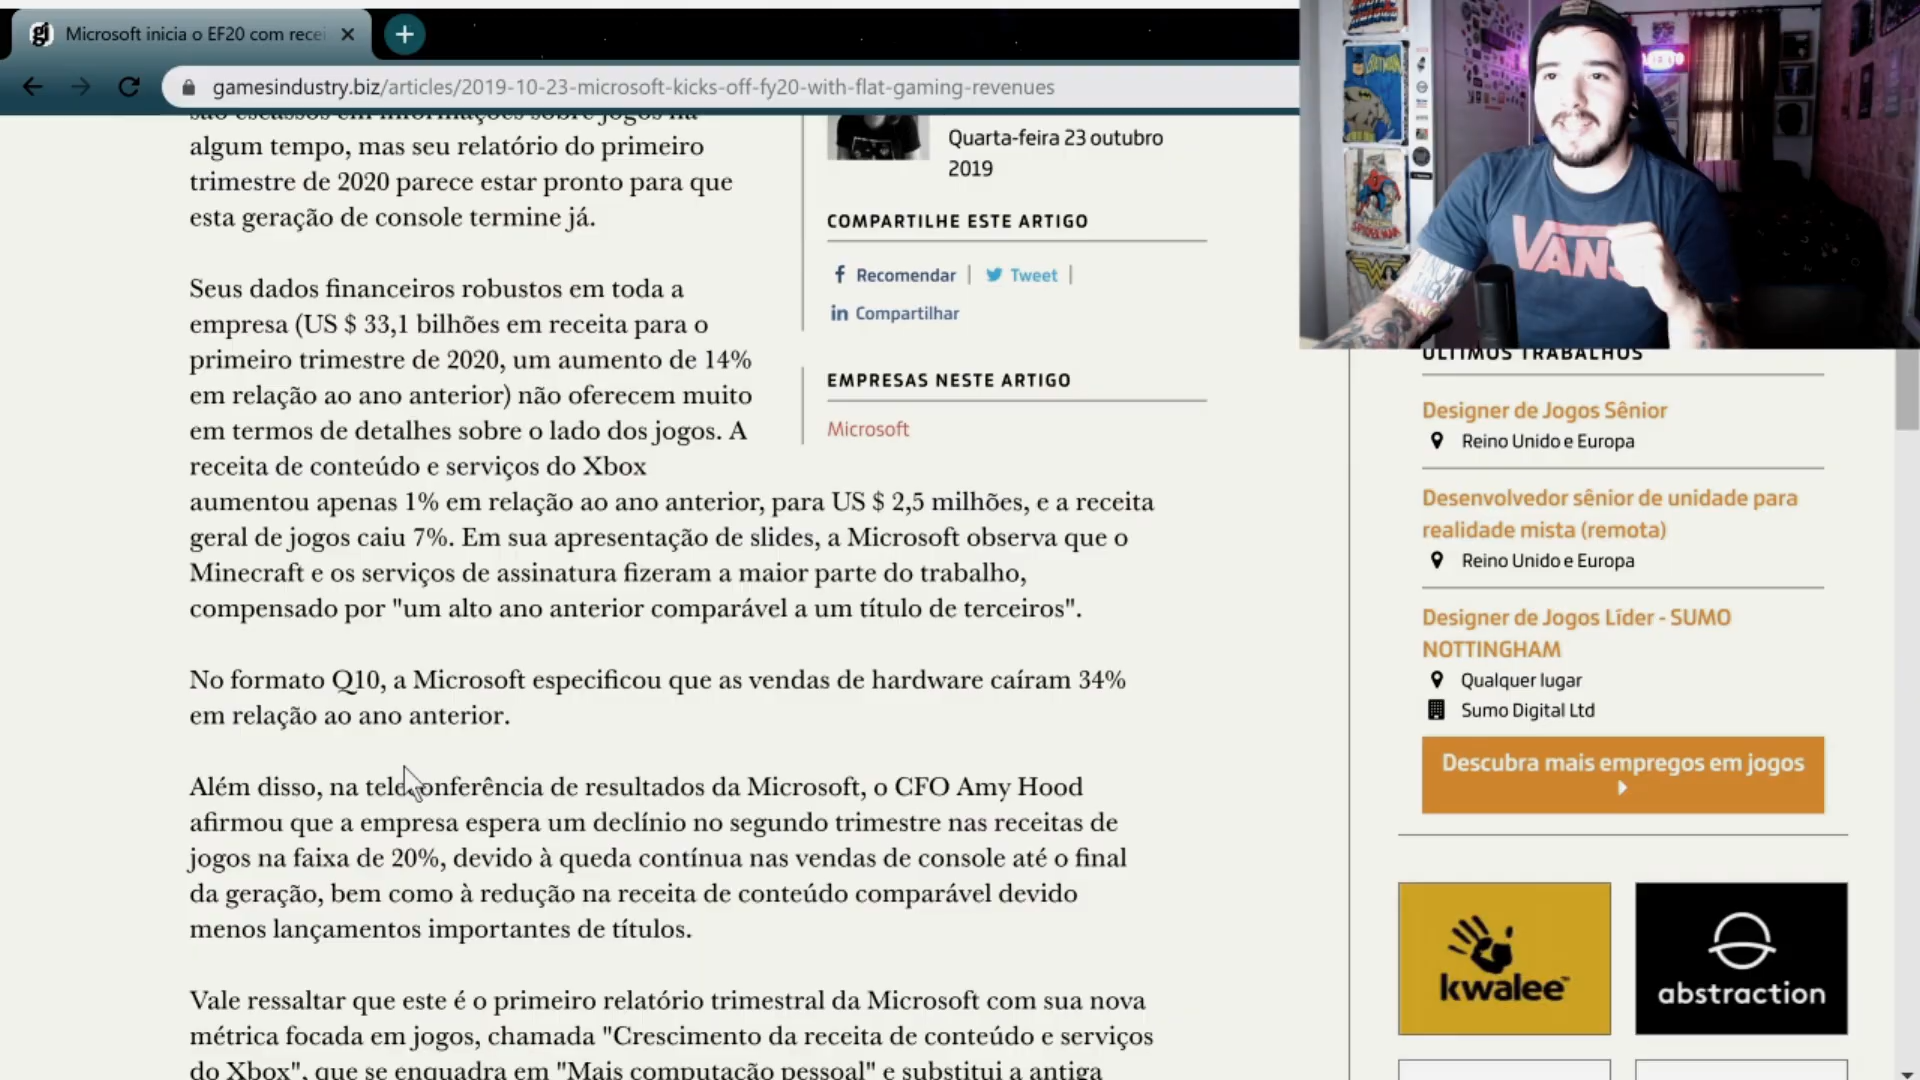 Microsoft inicia o EF20 com recei
gamesindustry.biz/articles/2019-10-23-microsoft-kicks-off-fy20-with-flat-gaming-revenues
são escassos em informações sobre jogos há
algum tempo, mas seu relatório do primeiro
trimestre de 2020 parece estar pronto para que
esta geração de console termine já.
Seus dados financeiros robustos em toda a
empresa (US $ 33,1 bilhões em receita para o
primeiro trimestre de 2020, um aumento de 14%
em relação ao ano anterior) não oferecem muito
em termos de detalhes sobre o lado dos jogos. A
receita de conteúdo e serviços do Xbox
aumentou apenas 1% em relação ao ano anterior, para US $ 2,5 milhões, e a receita
geral de jogos caiu 7%. Em sua apresentação de slides, a Microsoft observa que o
Minecraft e os serviços de assinatura fizeram a maior parte do trabalho,
compensado por "um alto ano anterior comparável a um título de terceiros".
No formato Q10, a Microsoft especificou que as vendas de hardware caíram 34%
em relação ao ano anterior.
Além disso, na teleconferência de resultados da Microsoft, o CFO Amy Hood
afirmou que a empresa espera um declínio no segundo trimestre nas receitas de
jogos na faixa de 20%, devido à queda contínua nas vendas de console até o final
da geração, bem como à redução na receita de conteúdo comparável devido
menos lançamentos importantes de títulos.
Vale ressaltar que este é o primeiro relatório trimestral da Microsoft com sua nova
métrica focada em jogos, chamada "Crescimento da receita de conteúdo e serviços
do Xbox", que se enquadra em "Mais computação pessoal" e substitui a antiga
Quarta-feira 23 outubro
2019
COMPARTILHE ESTE ARTIGO
Recomendar
Tweet
Compartilhar
EMPRESAS NESTE ARTIGO
Microsoft
BATMAN
SPIDER-MAN
VANS
ÚLTIMOS TRABALHOS
Designer de Jogos Sênior
Reino Unido e Europa
Desenvolvedor sênior de unidade para
realidade mista (remota)
Reino Unido e Europa
Designer de Jogos Líder - SUMO
NOTTINGHAM
Qualquer lugar
Sumo Digital Ltd
Descubra mais empregos em jogos
kwalee
abstraction